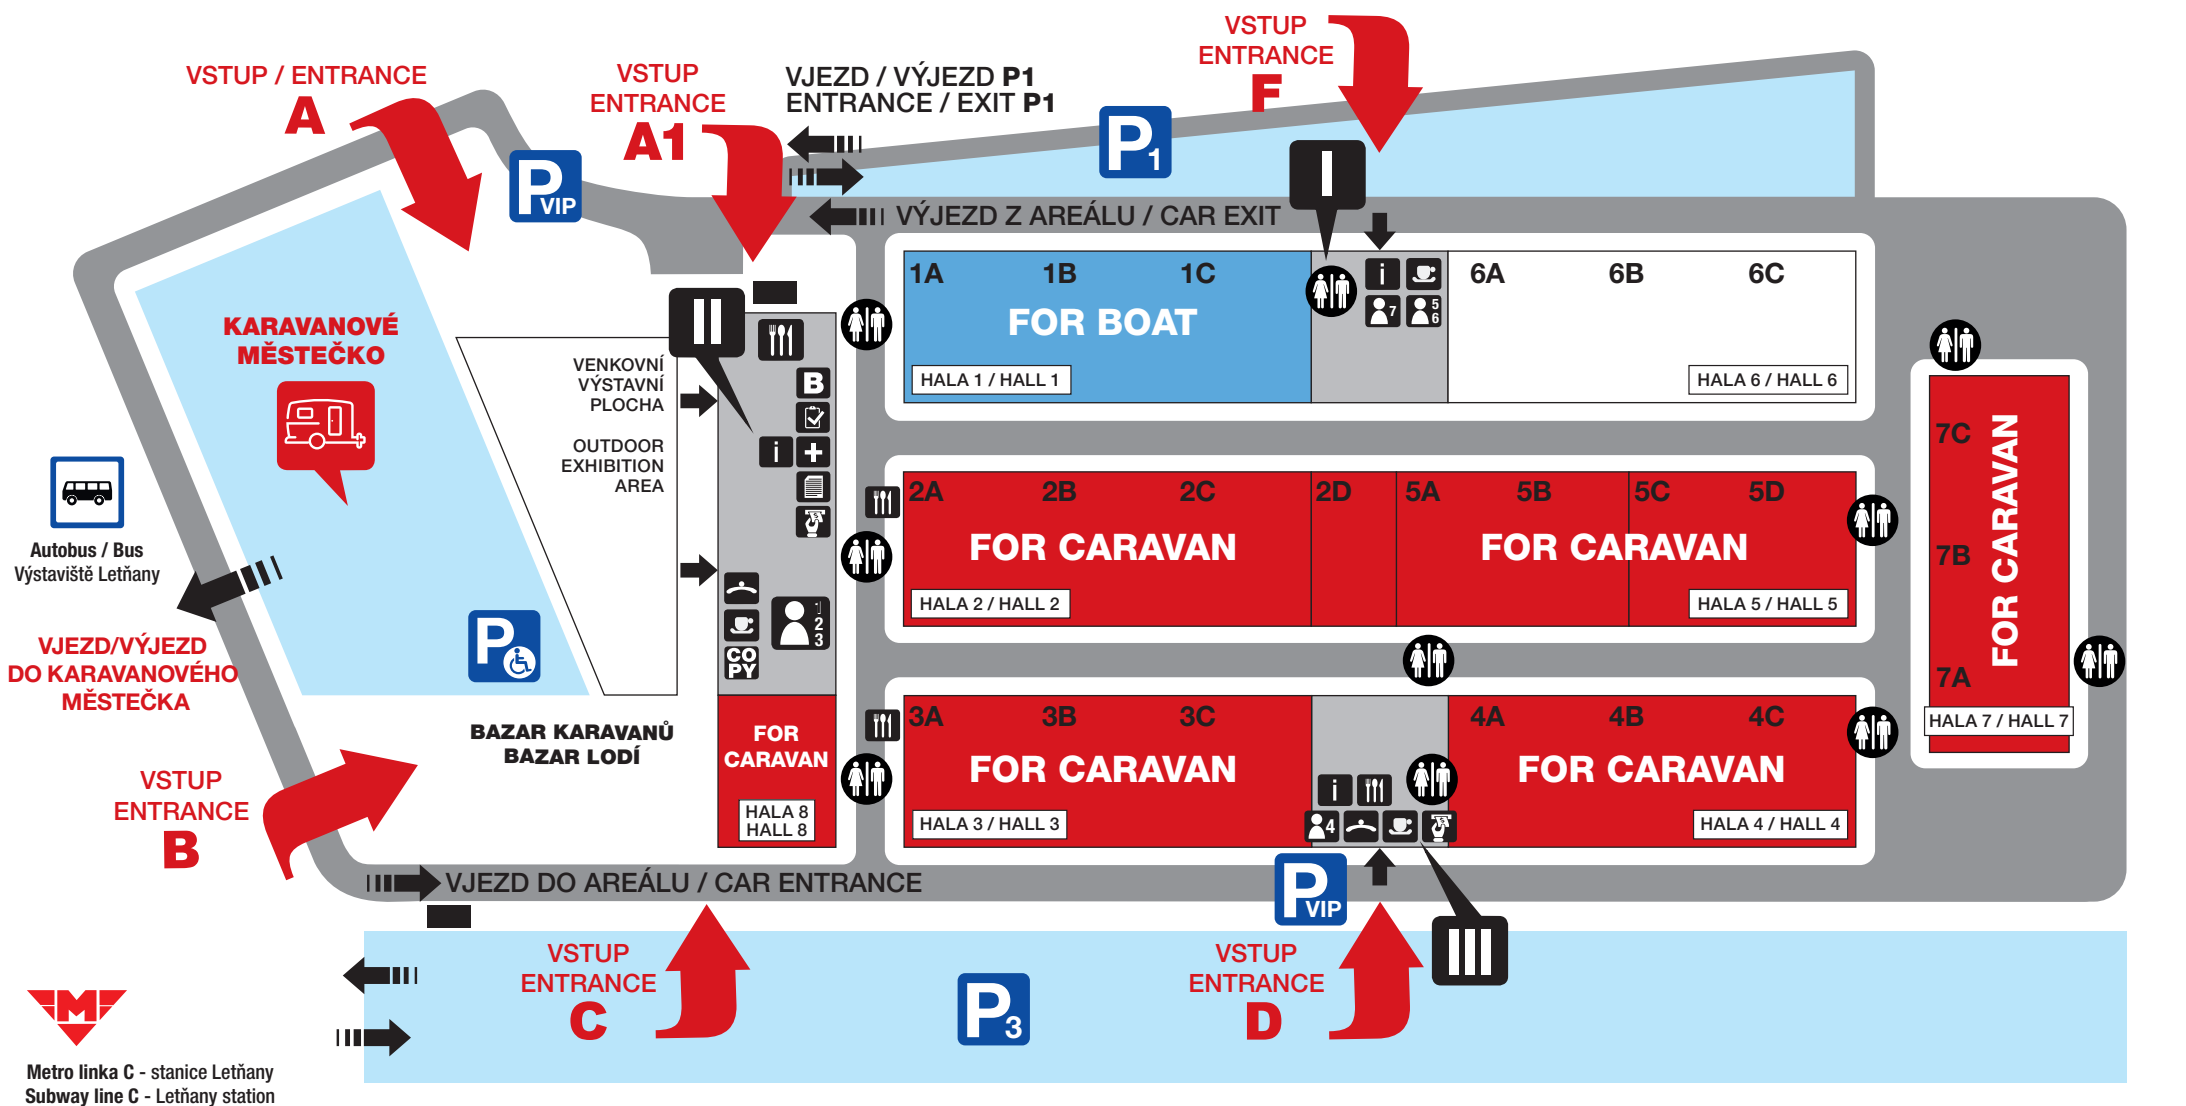 VSTUP / ENTRANCE
A
VSTUP
ENTRANCE
A1
VJEZD / VÝJEZD P1
ENTRANCE / EXIT P1
VSTUP
ENTRANCE
F
P VIP
P1
I
VÝJEZD Z AREÁLU / CAR EXIT
1A 1B 1C
FOR BOAT
HALA 1 / HALL 1
i
7
5
6
6A 6B 6C
HALA 6 / HALL 6
KARAVANOVÉ
MĚSTEČKO
II
VENKOVNÍ
VÝSTAVNÍ
PLOCHA
OUTDOOR
EXHIBITION
AREA
B
i
2
3
CO
PY
Autobus / Bus
Výstaviště Letňany
VJEZD/VÝJEZD
DO KARAVANOVÉHO
MĚSTEČKA
P
BAZAR KARAVANŮ
BAZAR LODÍ
FOR
CARAVAN
HALA 8
HALL 8
2A 2B 2C 2D
FOR CARAVAN
HALA 2 / HALL 2
5A 5B 5C 5D
FOR CARAVAN
HALA 5 / HALL 5
7C
7B
7A
FOR CARAVAN
HALA 7 / HALL 7
3A 3B 3C
FOR CARAVAN
HALA 3 / HALL 3
i
4
4A 4B 4C
FOR CARAVAN
HALA 4 / HALL 4
VSTUP
ENTRANCE
B
VJEZD DO AREÁLU / CAR ENTRANCE
P VIP
III
VSTUP
ENTRANCE
C
P3
VSTUP
ENTRANCE
D
M
Metro linka C - stanice Letňany
Subway line C - Letňany station